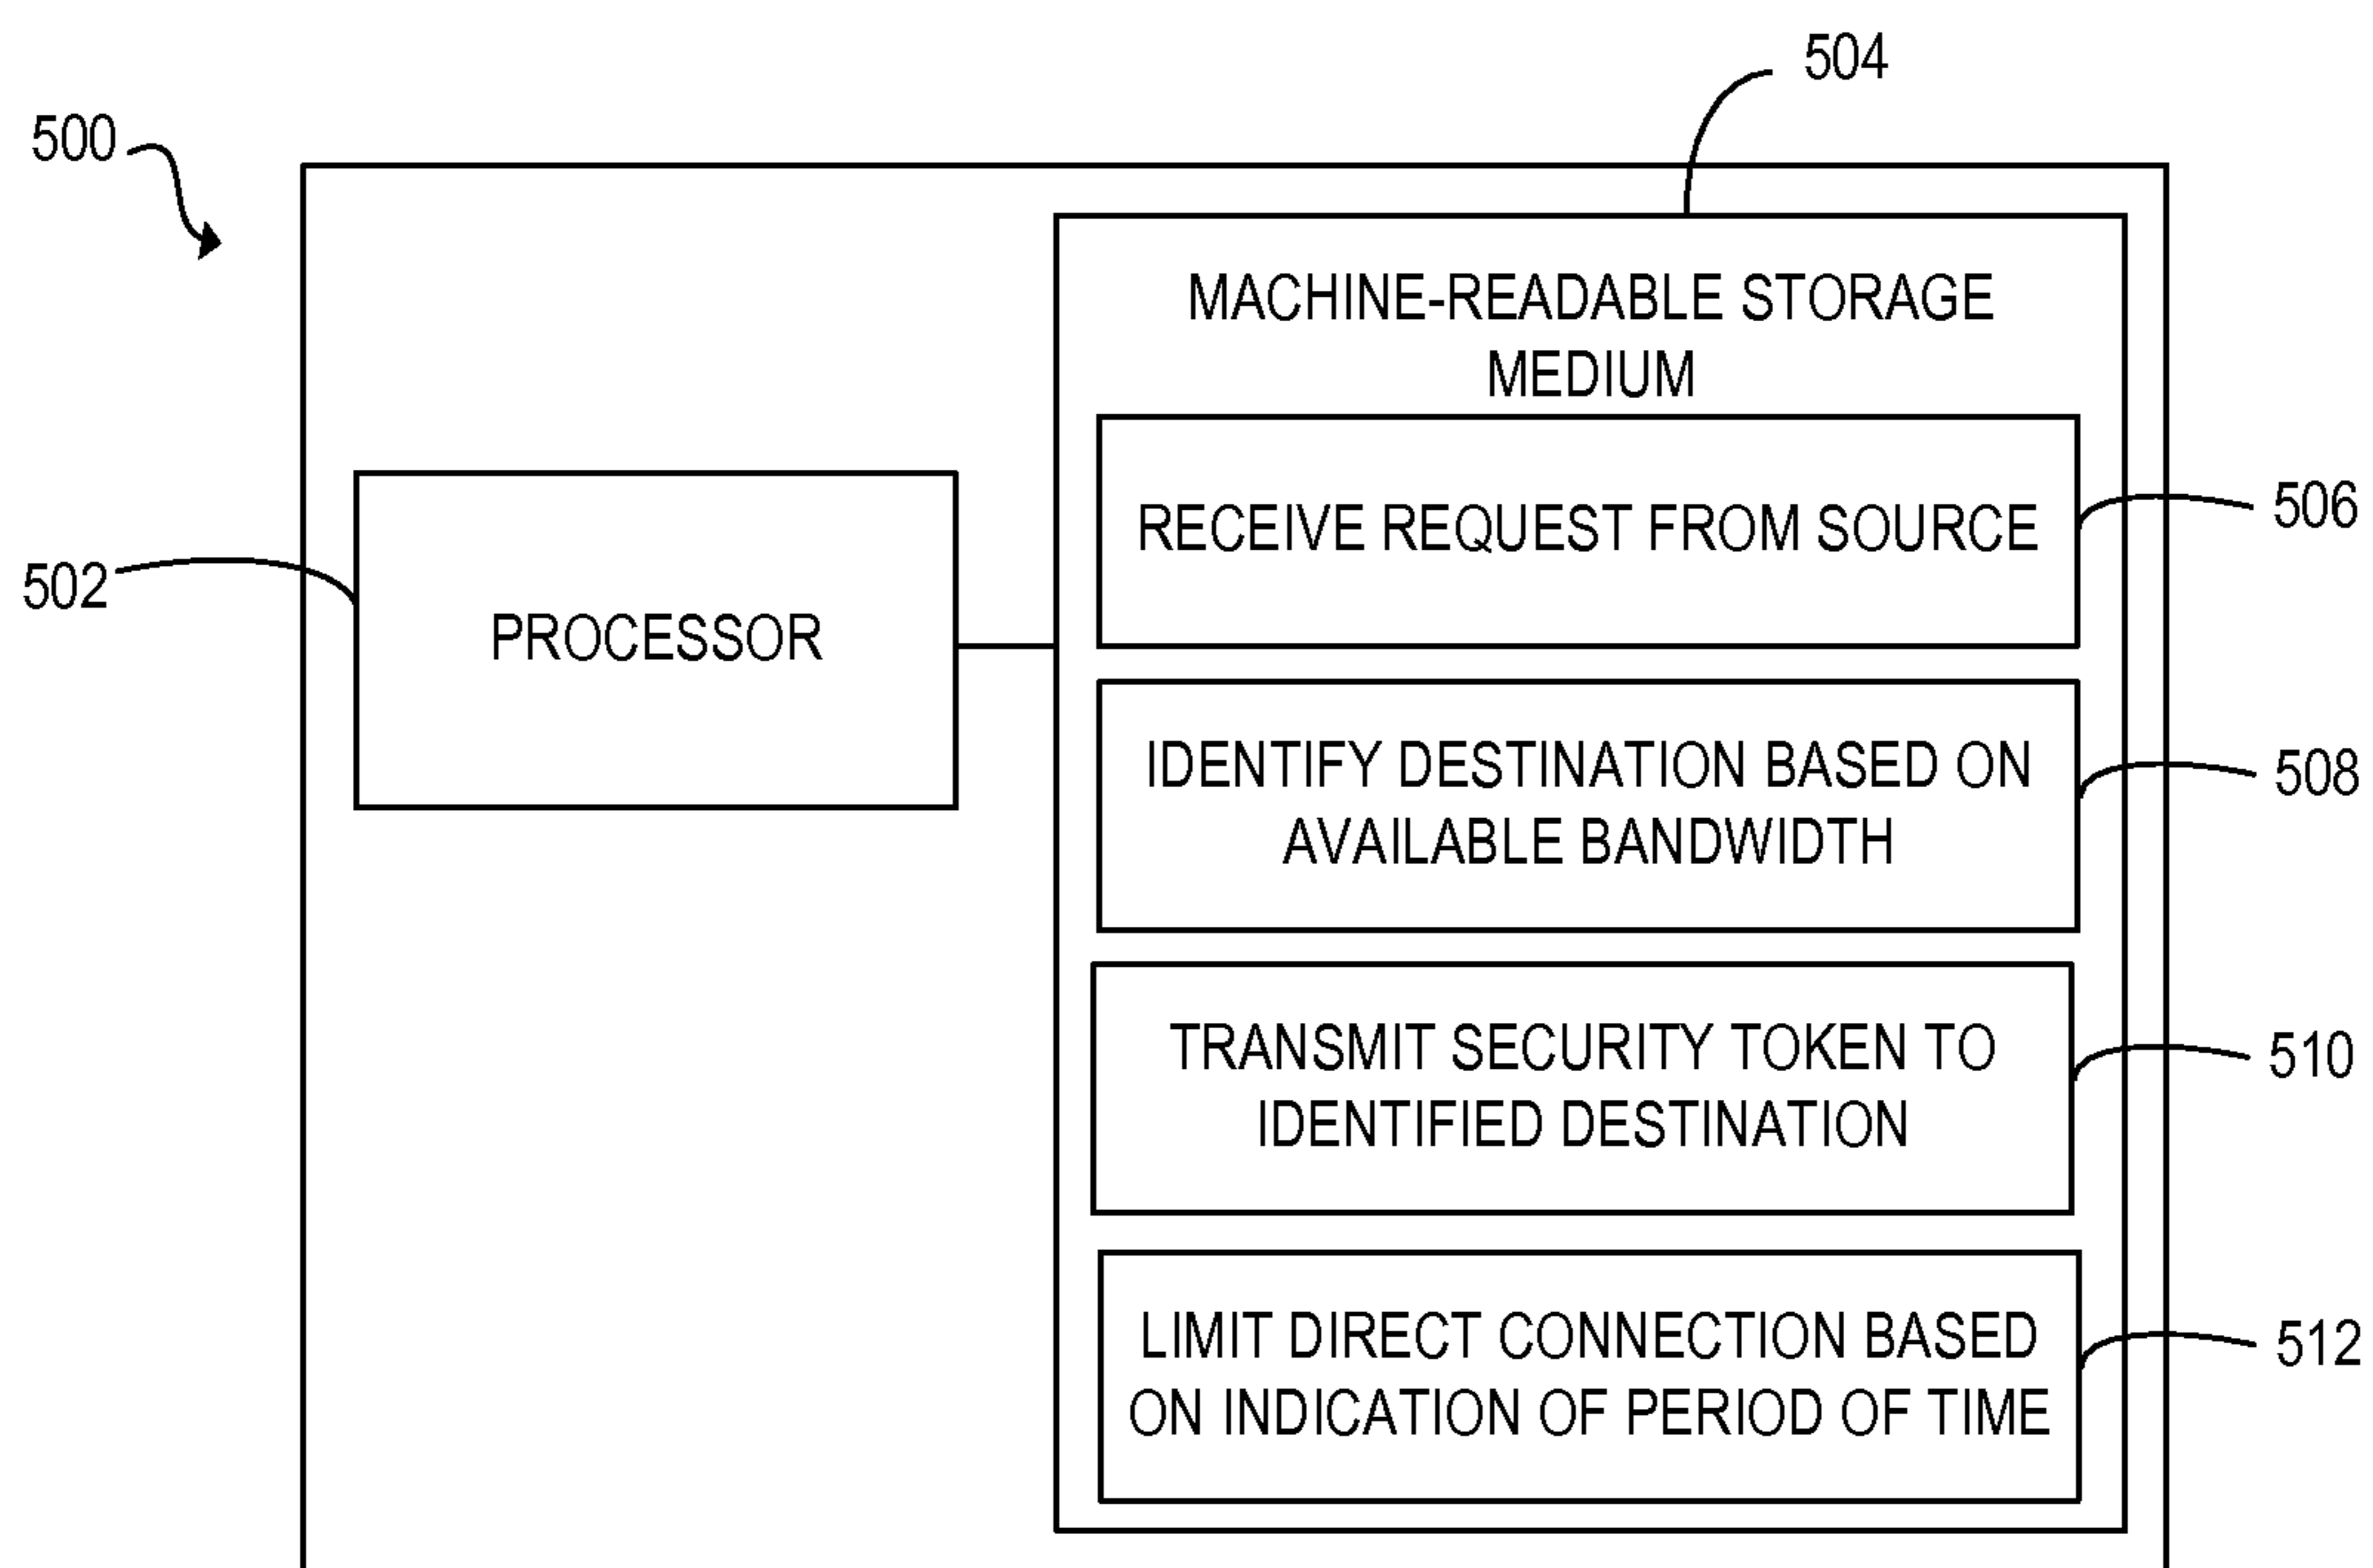 504
500
MACHINE-READABLE STORAGE
MEDIUM
506
RECEIVE REQUEST FROM SOURCE
502
PROCESSOR
508
IDENTIFY DESTINATION BASED ON
AVAILABLE BANDWIDTH
510
TRANSMIT SECURITY TOKEN TO
IDENTIFIED DESTINATION
512
LIMIT DIRECT CONNECTION BASED
ON INDICATION OF PERIOD OF TIME